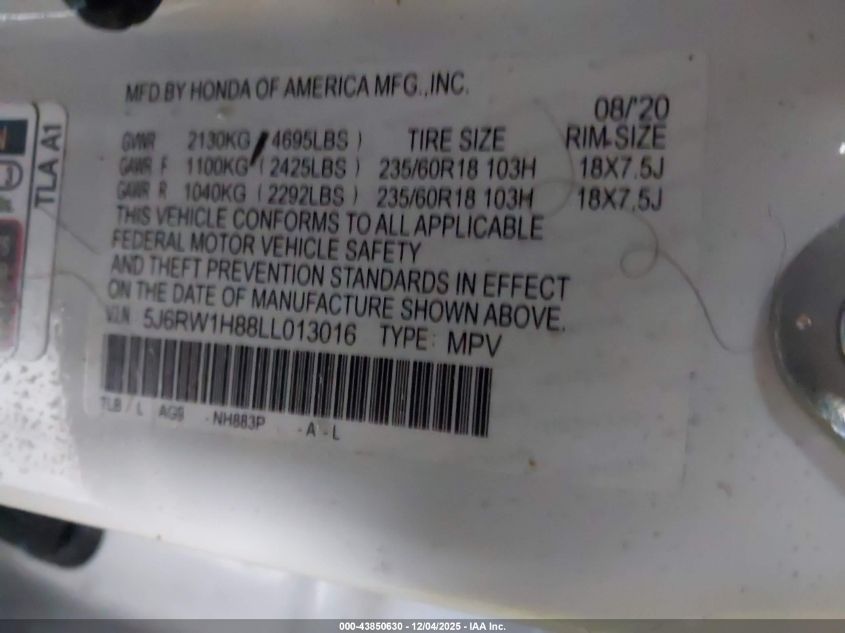 MFD BY HONDA OF AMERICA MFG.,INC.
08/'20
GVWR 2130KG / 4695LBS ) TIRE SIZE RIM-SIZE
GAWR F 1100KG (2425LBS ) 235/60R18 103H 18X7.5J
GAWR R 1040KG (2292LBS ) 235/60R18 103H 18X7.5J
THIS VEHICLE CONFORMS TO ALL APPLICABLE
FEDERAL MOTOR VEHICLE SAFETY
AND THEFT PREVENTION STANDARDS IN EFFECT
ON THE DATE OF MANUFACTURE SHOWN ABOVE.
V.I.N: 5J6RW1H88LL013016 TYPE: MPV
TLB / L AG9 -NH883P -A-L
TLA A1
000-43850630 - 12/04/2025 - IAA Inc.